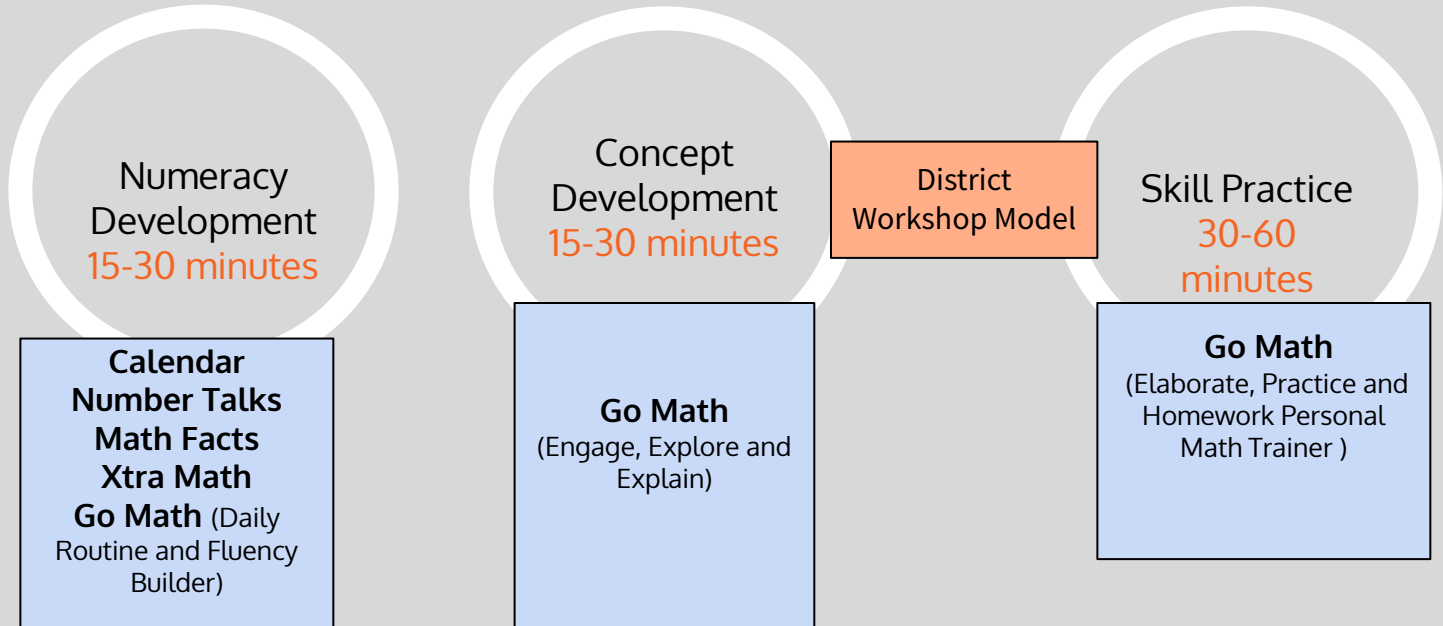 Numeracy
Development
15-30 minutes
Calendar
Number Talks
Math Facts
Xtra Math
Go Math (Daily
Routine and Fluency
Builder)
Concept
Development
15-30 minutes
Go Math
(Engage, Explore and
Explain)
District
Workshop Model
Skill Practice
30-60
minutes
Go Math
(Elaborate, Practice and
Homework Personal
Math Trainer )